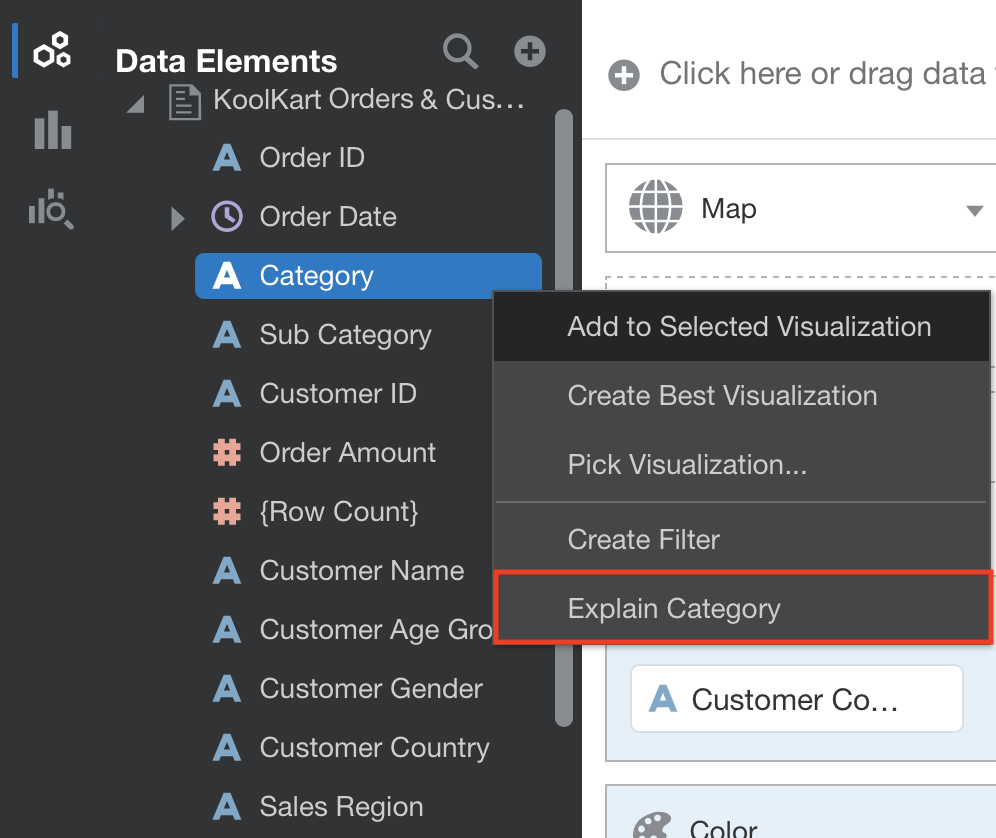 Data Elements
KoolKart Orders & Cus...
Order ID
Order Date
Category
Sub Category
Customer ID
Order Amount
{Row Count}
Customer Name
Customer Age Gro
Customer Gender
Customer Country
Sales Region
Click here or drag data
Map
Add to Selected Visualization
Create Best Visualization
Pick Visualization...
Create Filter
Explain Category
Customer Co...
Color